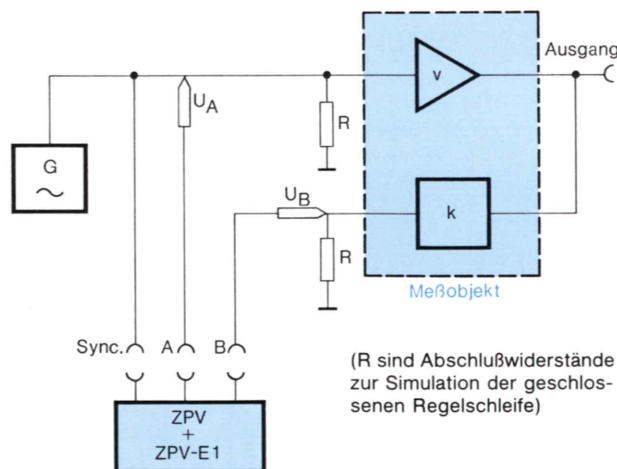 Ausgang
v
U_A
R
G
∼
U_B
k
R
Meßobjekt
Sync.
A
B
(R sind Abschlußwiderstände
zur Simulation der geschlos-
senen Regelschleife)
ZPV
+
ZPV-E1